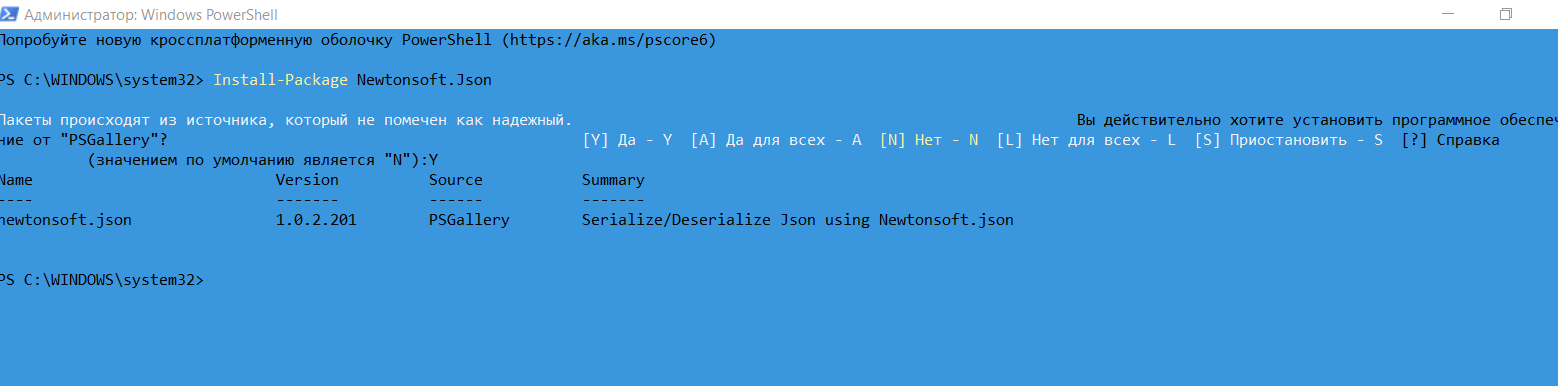 Администратор: Windows PowerShell
Попробуйте новую кроссплатформенную оболочку PowerShell (https://aka.ms/pscore6)
PS C:\WINDOWS\system32> Install-Package Newtonsoft.Json
Пакеты происходят из источника, который не помечен как надежный. Вы действительно хотите установить программное обеспеч
ние от "PSGallery"? [Y] Да - Y [A] Да для всех - A [N] Нет - N [L] Нет для всех - L [S] Приостановить - S [?] Справка
(значением по умолчанию является "N"):Y
Name Version Source Summary
---- ------- ------ -------
newtonsoft.json 1.0.2.201 PSGallery Serialize/Deserialize Json using Newtonsoft.json
PS C:\WINDOWS\system32>